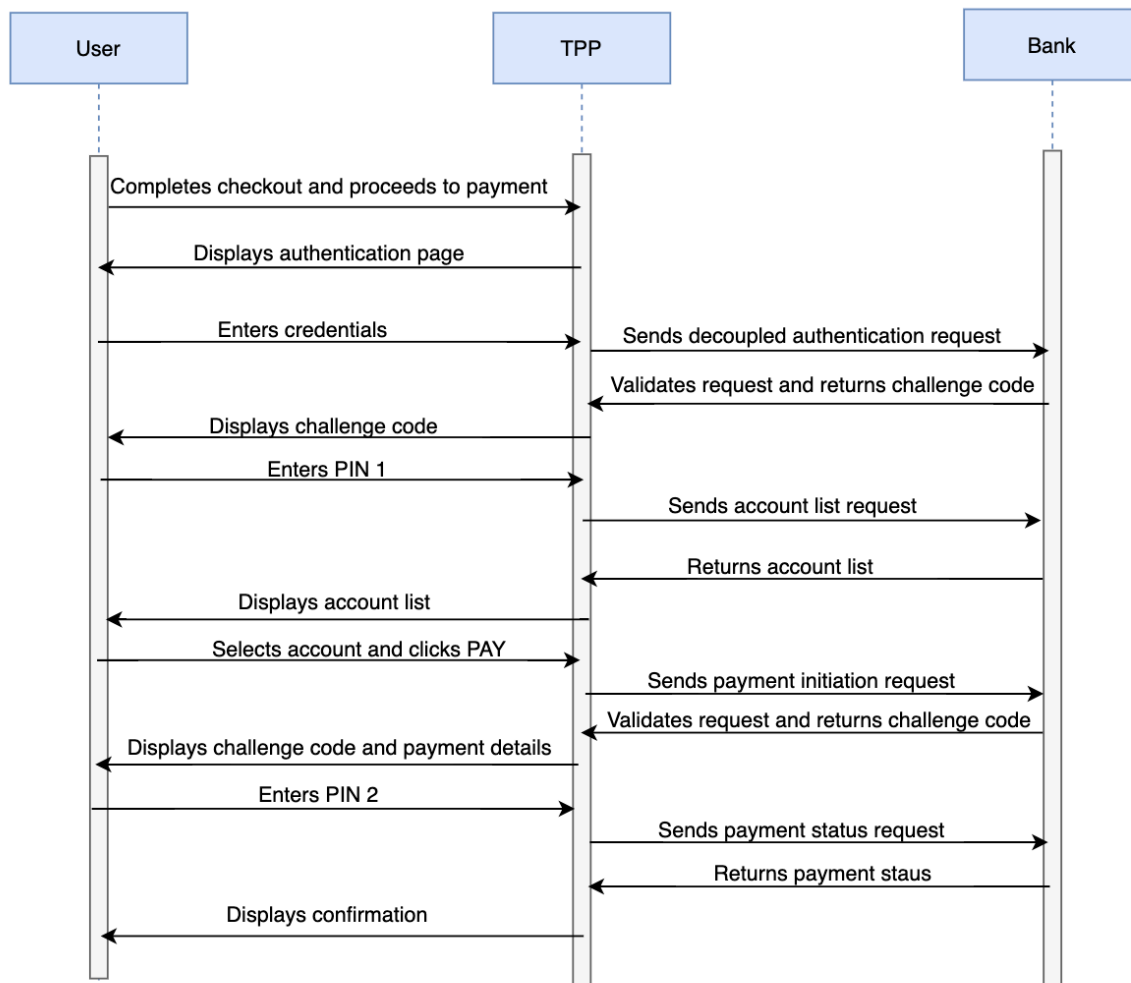 User
TPP
Bank
Completes checkout and proceeds to payment
Displays authentication page
Enters credentials
Sends decoupled authentication request
Validates request and returns challenge code
Displays challenge code
Enters PIN 1
Sends account list request
Returns account list
Displays account list
Selects account and clicks PAY
Sends payment initiation request
Validates request and returns challenge code
Displays challenge code and payment details
Enters PIN 2
Sends payment status request
Returns payment staus
Displays confirmation